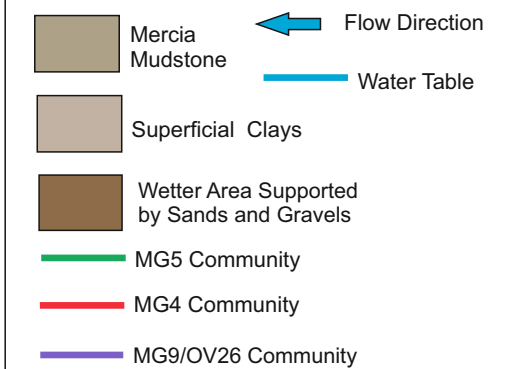 Mercia
Mudstone
Flow Direction
Water Table
Superficial Clays
Wetter Area Supported
by Sands and Gravels
MG5 Community
MG4 Community
MG9/OV26 Community